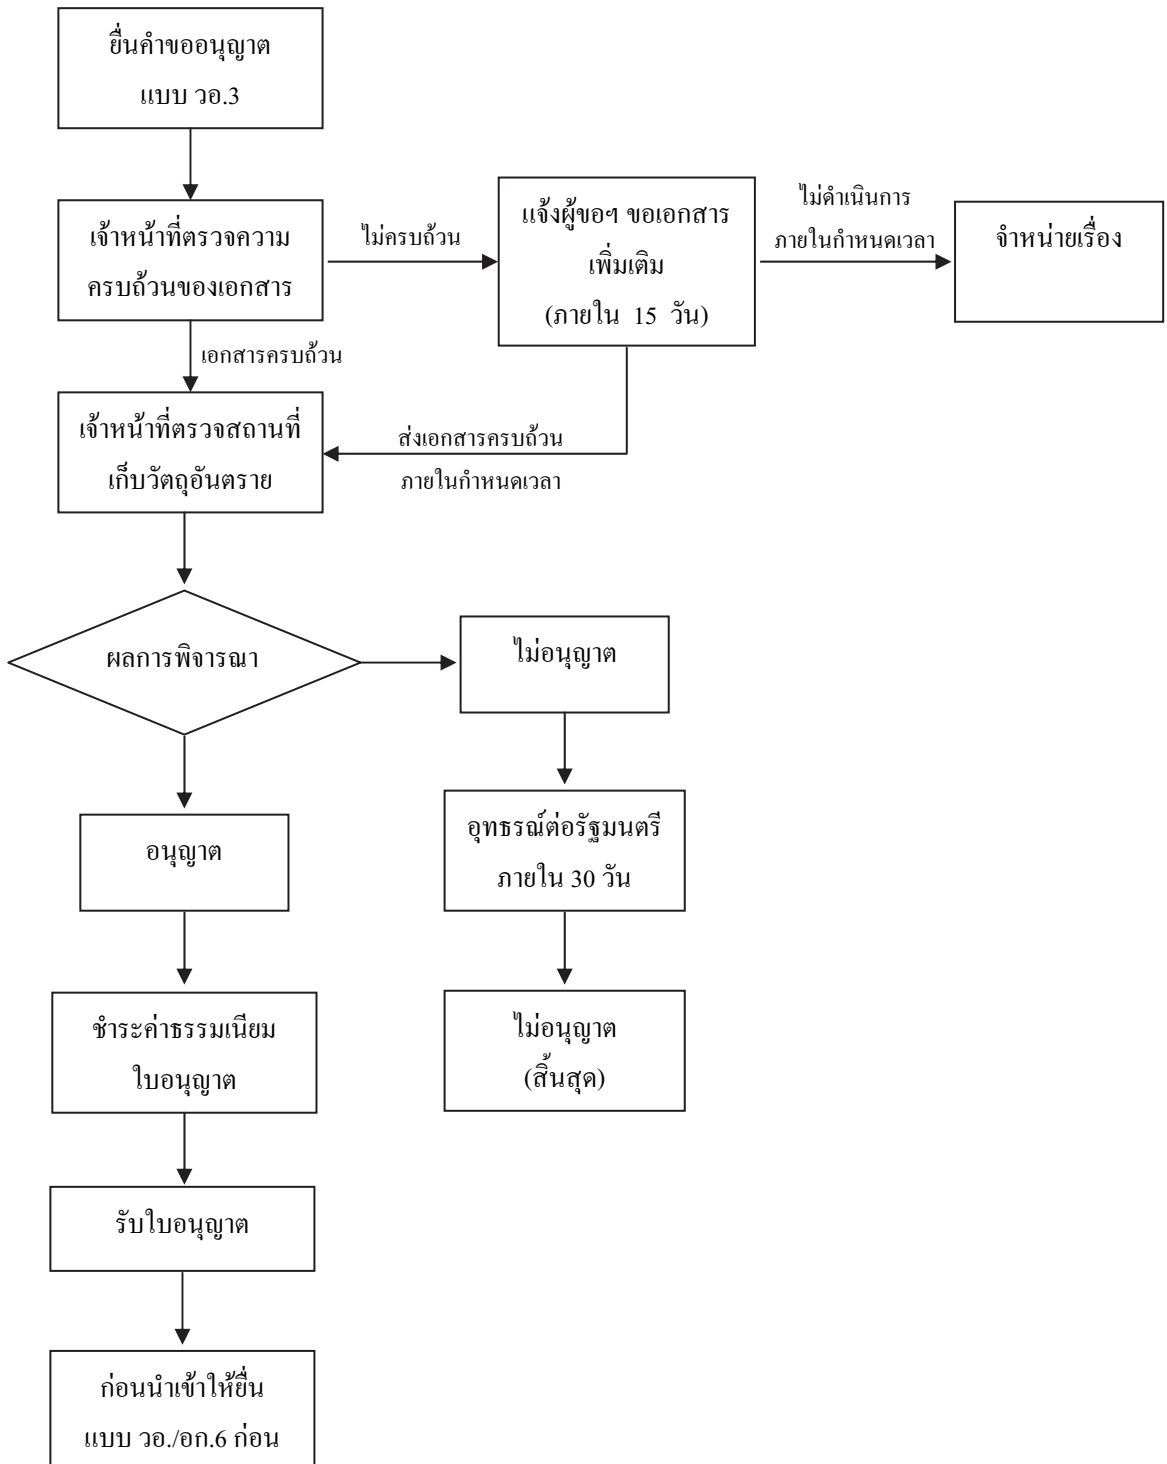 ยื่นคำขออนุญาต
แบบ วอ.3
เจ้าหน้าที่ตรวจความ
ครบถ้วนของเอกสาร
ไม่ครบถ้วน
แจ้งผู้ขอฯ ขอเอกสาร
เพิ่มเติม
(ภายใน 15 วัน)
ไม่ดำเนินการ
ภายในกำหนดเวลา
จำหน่ายเรื่อง
เอกสารครบถ้วน
เจ้าหน้าที่ตรวจสถานที่
เก็บวัตถุอันตราย
ส่งเอกสารครบถ้วน
ภายในกำหนดเวลา
ผลการพิจารณา
ไม่อนุญาต
อนุญาต
อุทธรณ์ต่อรัฐมนตรี
ภายใน 30 วัน
ชำระค่าธรรมเนียม
ใบอนุญาต
ไม่อนุญาต
(สิ้นสุด)
รับใบอนุญาต
ก่อนนำเข้าให้ยื่น
แบบ วอ./อก.6 ก่อน